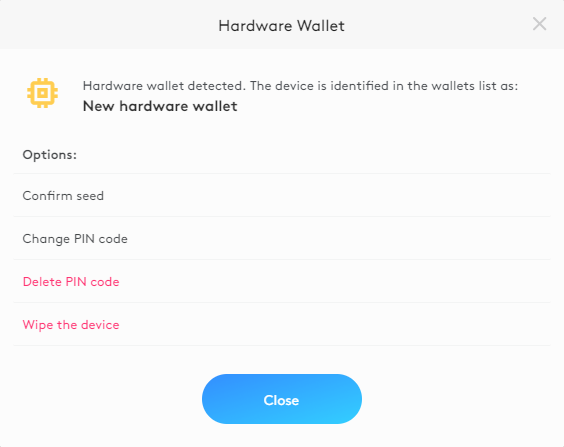 Hardware Wallet
Hardware wallet detected. The device is identified in the wallets list as:
New hardware wallet
Options:
Confirm seed
Change PIN code
Delete PIN code
Wipe the device
Close